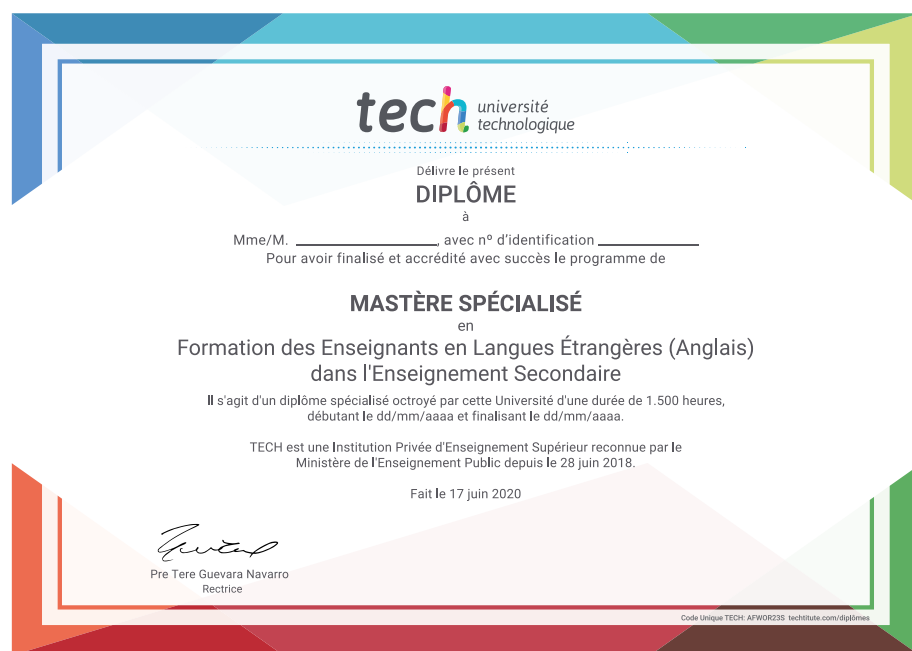 tech université
technologique
Délivre le présent
DIPLÔME
à
Mme/M. ____________________, avec nº d'identification ______________
Pour avoir finalisé et accrédité avec succès le programme de
MASTÈRE SPÉCIALISÉ
en
Formation des Enseignants en Langues Étrangères (Anglais)
dans l'Enseignement Secondaire
Il s'agit d'un diplôme spécialisé octroyé par cette Université d'une durée de 1.500 heures,
débutant le dd/mm/aaaa et finalisant le dd/mm/aaaa.
TECH est une Institution Privée d'Enseignement Supérieur reconnue par le
Ministère de l'Enseignement Public depuis le 28 juin 2018.
Fait le 17 juin 2020
Pre Tere Guevara Navarro
Rectrice
Code Unique TECH: AFWOR23S techtitute.com/diplômes